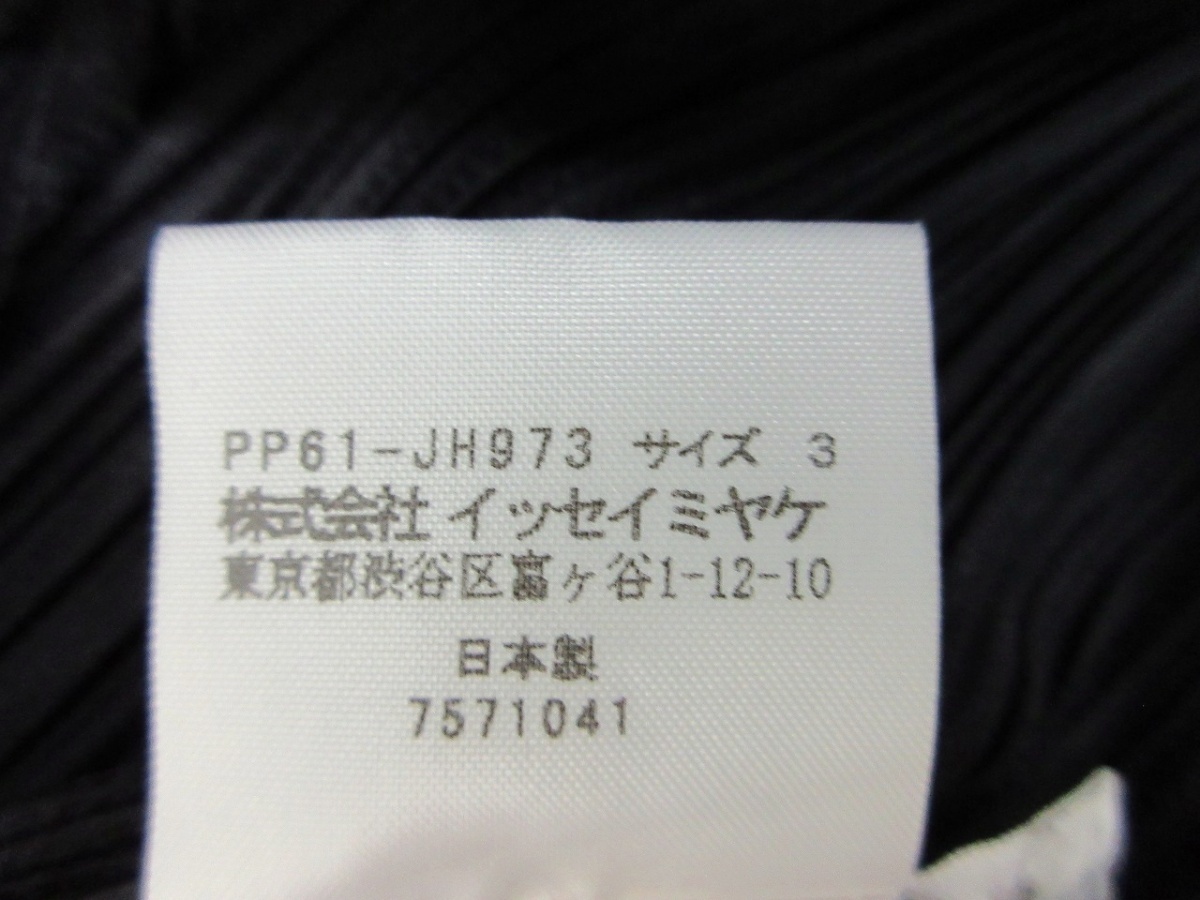 PP61-JH973 サイズ 3
株式会社 イッセイミヤケ
東京都渋谷区富ヶ谷1-12-10
日本製
7571041